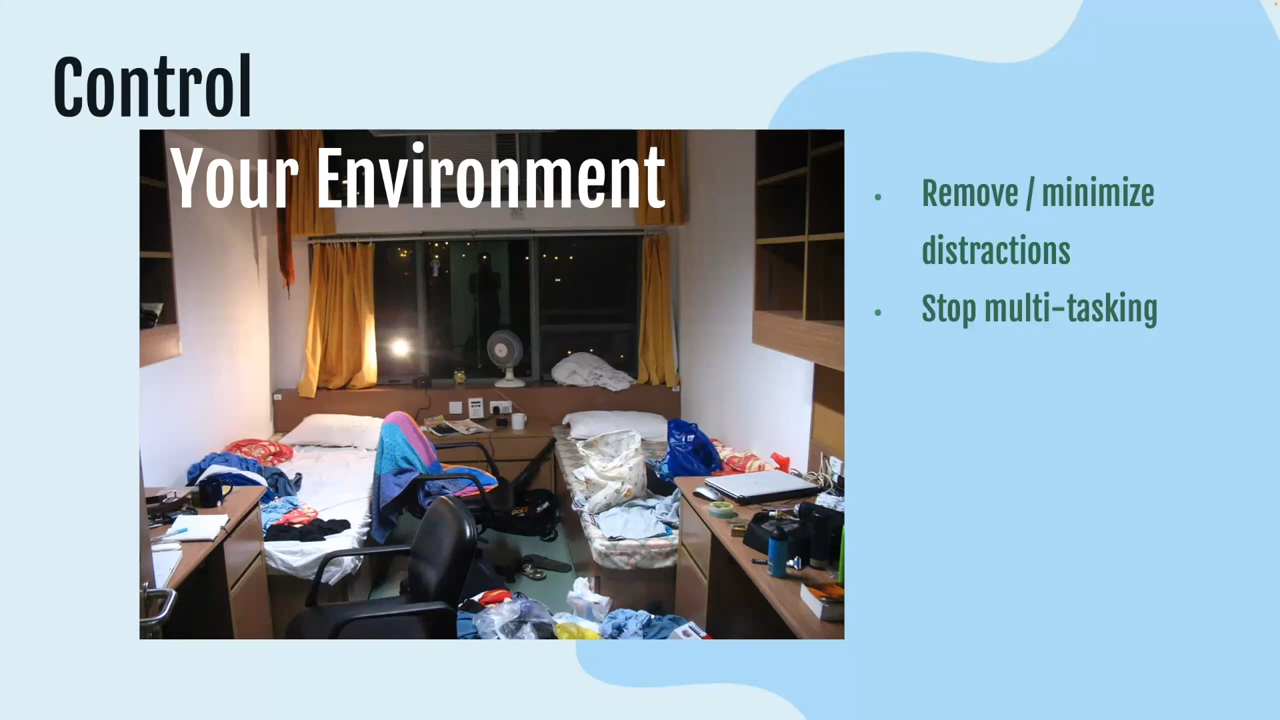 Control
Your Environment
• Remove / minimize
distractions
• Stop multi-tasking